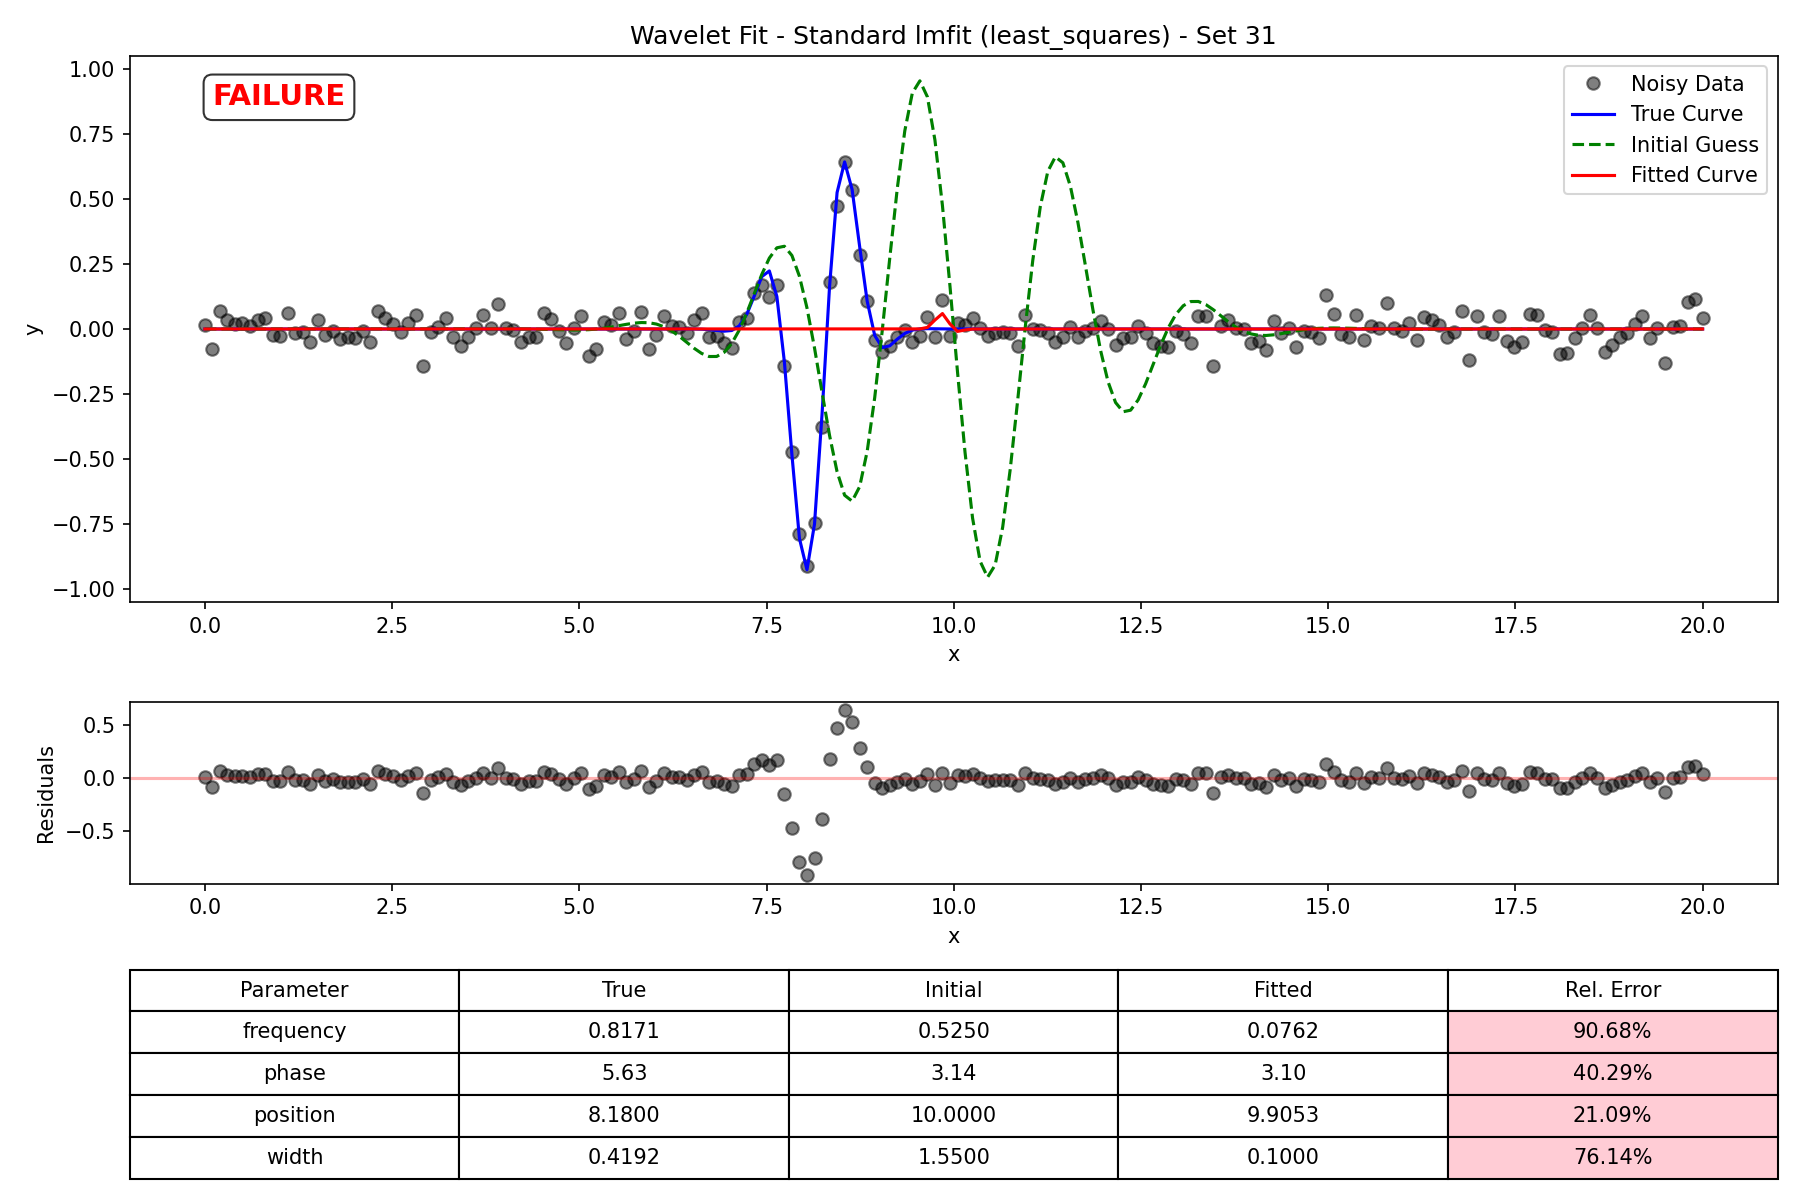 Wavelet Fit - Standard lmfit (least_squares) - Set 31
FAILURE
Noisy Data
True Curve
Initial Guess
Fitted Curve
y
1.00
0.75
0.50
0.25
0.00
−0.25
−0.50
−0.75
−1.00
0.0 2.5 5.0 7.5 10.0 12.5 15.0 17.5 20.0
x
Residuals
0.5
0.0
−0.5
0.0 2.5 5.0 7.5 10.0 12.5 15.0 17.5 20.0
x
Parameter True Initial Fitted Rel. Error
frequency 0.8171 0.5250 0.0762 90.68%
phase 5.63 3.14 3.10 40.29%
position 8.1800 10.0000 9.9053 21.09%
width 0.4192 1.5500 0.1000 76.14%